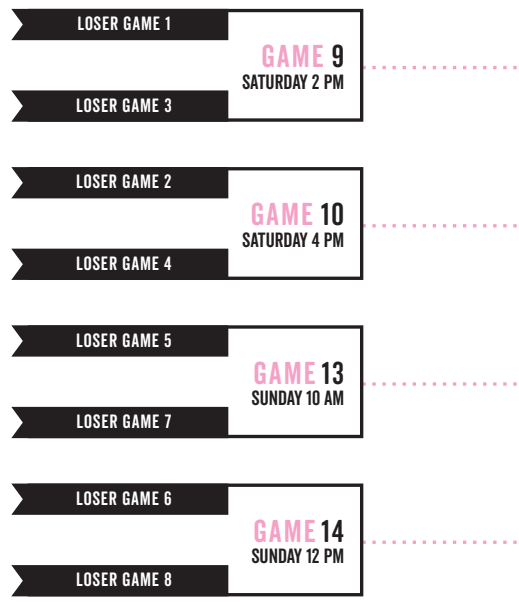 LOSER GAME 1
GAME 9
SATURDAY 2 PM
LOSER GAME 3
LOSER GAME 2
GAME 10
SATURDAY 4 PM
LOSER GAME 4
LOSER GAME 5
GAME 13
SUNDAY 10 AM
LOSER GAME 7
LOSER GAME 6
GAME 14
SUNDAY 12 PM
LOSER GAME 8